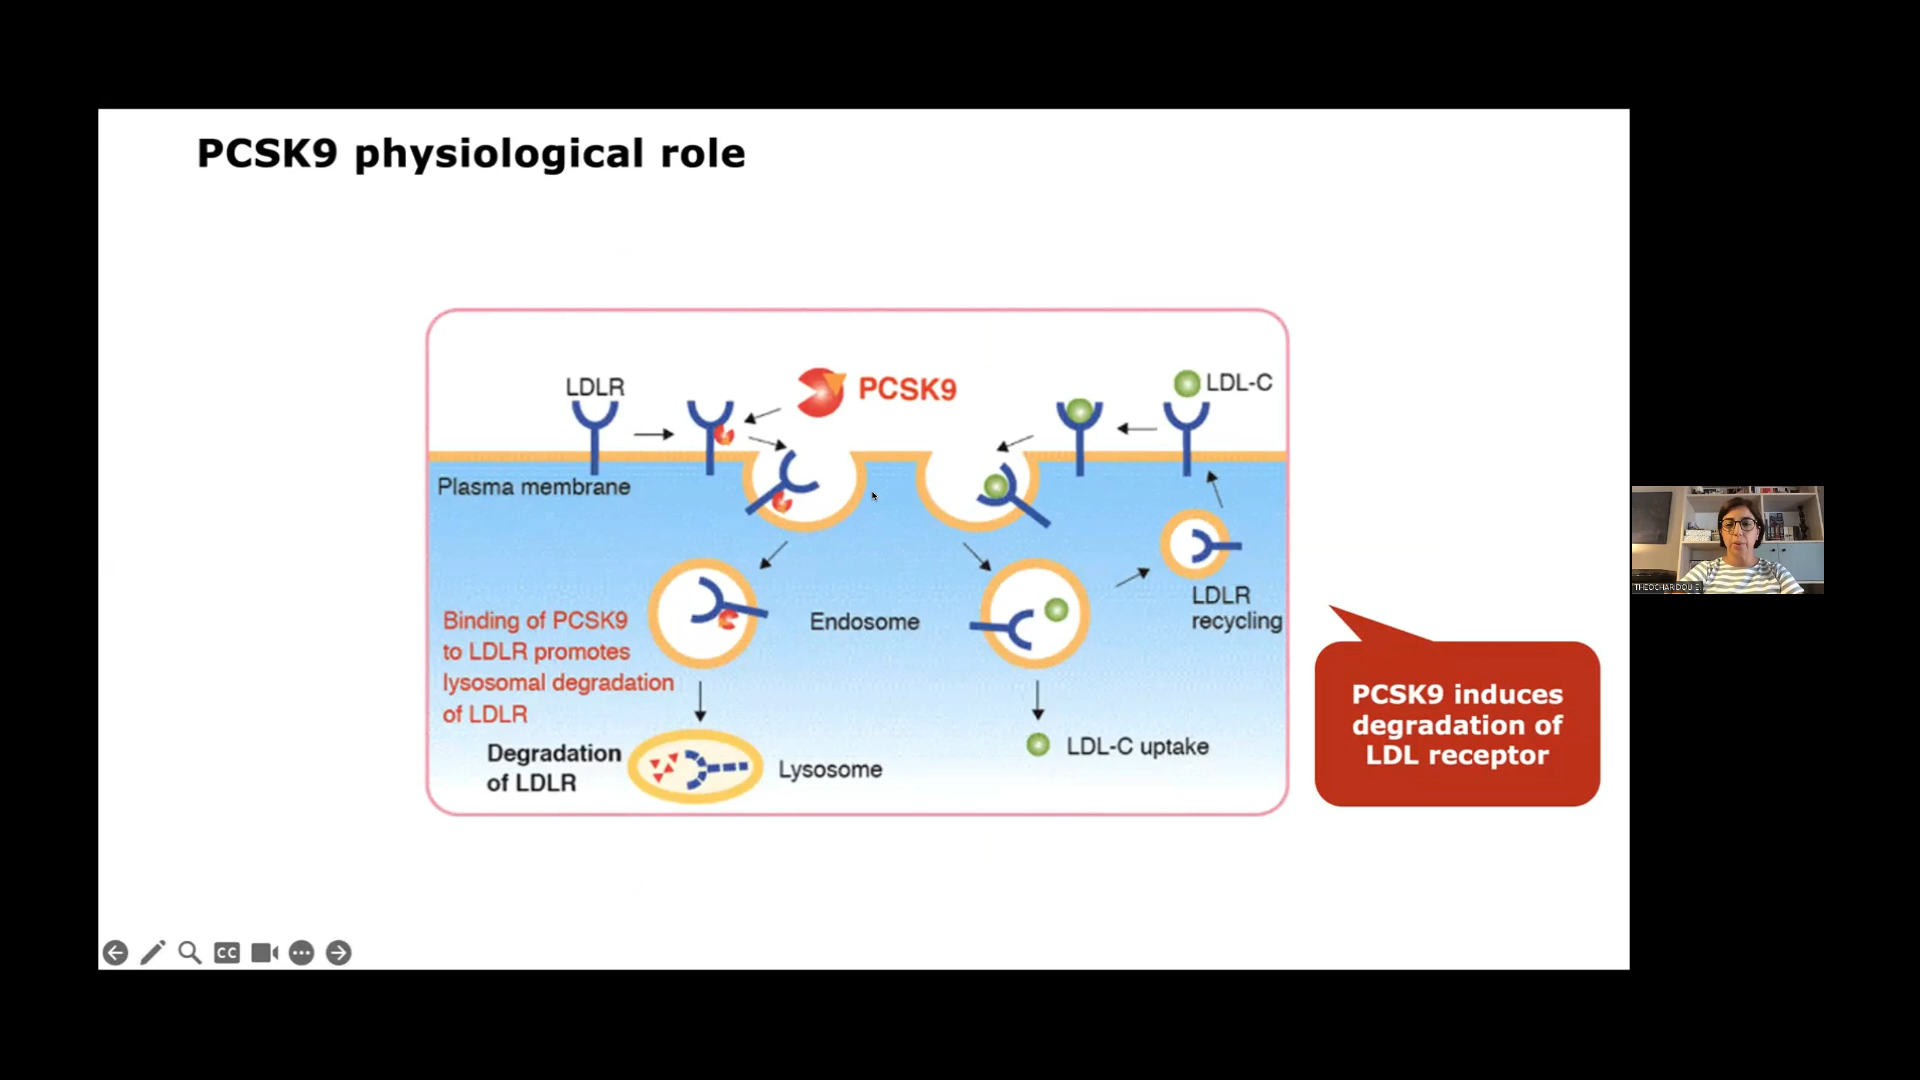 PCSK9 physiological role
LDLR
PCSK9
LDL-C
Plasma membrane
Binding of PCSK9
to LDLR promotes
lysosomal degradation
of LDLR
Endosome
LDLR
recycling
Degradation
of LDLR
Lysosome
LDL-C uptake
PCSK9 induces
degradation of
LDL receptor
CC